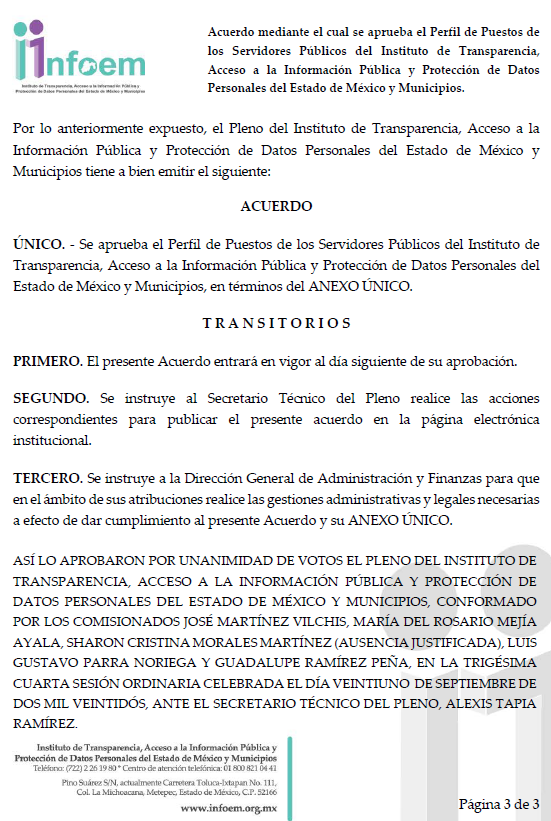 infoem
Instituto de Transparencia, Acceso a la Información Pública y
Protección de Datos Personales del Estado de México y Municipios
Acuerdo mediante el cual se aprueba el Perfil de Puestos de
los Servidores Públicos del Instituto de Transparencia,
Acceso a la Información Pública y Protección de Datos
Personales del Estado de México y Municipios.
Por lo anteriormente expuesto, el Pleno del Instituto de Transparencia, Acceso a la
Información Pública y Protección de Datos Personales del Estado de México y
Municipios tiene a bien emitir el siguiente:
ACUERDO
ÚNICO. - Se aprueba el Perfil de Puestos de los Servidores Públicos del Instituto de
Transparencia, Acceso a la Información Pública y Protección de Datos Personales del
Estado de México y Municipios, en términos del ANEXO ÚNICO.
T R A N S I T O R I O S
PRIMERO. El presente Acuerdo entrará en vigor al día siguiente de su aprobación.
SEGUNDO. Se instruye al Secretario Técnico del Pleno realice las acciones
correspondientes para publicar el presente acuerdo en la página electrónica
institucional.
TERCERO. Se instruye a la Dirección General de Administración y Finanzas para que
en el ámbito de sus atribuciones realice las gestiones administrativas y legales necesarias
a efecto de dar cumplimiento al presente Acuerdo y su ANEXO ÚNICO.
ASÍ LO APROBARON POR UNANIMIDAD DE VOTOS EL PLENO DEL INSTITUTO DE
TRANSPARENCIA, ACCESO A LA INFORMACIÓN PÚBLICA Y PROTECCIÓN DE
DATOS PERSONALES DEL ESTADO DE MÉXICO Y MUNICIPIOS, CONFORMADO
POR LOS COMISIONADOS JOSÉ MARTÍNEZ VILCHIS, MARÍA DEL ROSARIO MEJÍA
AYALA, SHARON CRISTINA MORALES MARTÍNEZ (AUSENCIA JUSTIFICADA), LUIS
GUSTAVO PARRA NORIEGA Y GUADALUPE RAMÍREZ PEÑA, EN LA TRIGÉSIMA
CUARTA SESIÓN ORDINARIA CELEBRADA EL DÍA VEINTIUNO DE SEPTIEMBRE DE
DOS MIL VEINTIDÓS, ANTE EL SECRETARIO TÉCNICO DEL PLENO, ALEXIS TAPIA
RAMÍREZ.
Instituto de Transparencia, Acceso a la Información Pública y
Protección de Datos Personales del Estado de México y Municipios
Teléfono: (722) 2 26 19 80 * Centro de atención telefónica: 01 800 821 04 41
Pino Suárez S/N, actualmente Carretera Toluca-Ixtapan No. 111,
Col. La Michoacana, Metepec, Estado de México, C.P. 52166
www.infoem.org.mx
Página 3 de 3